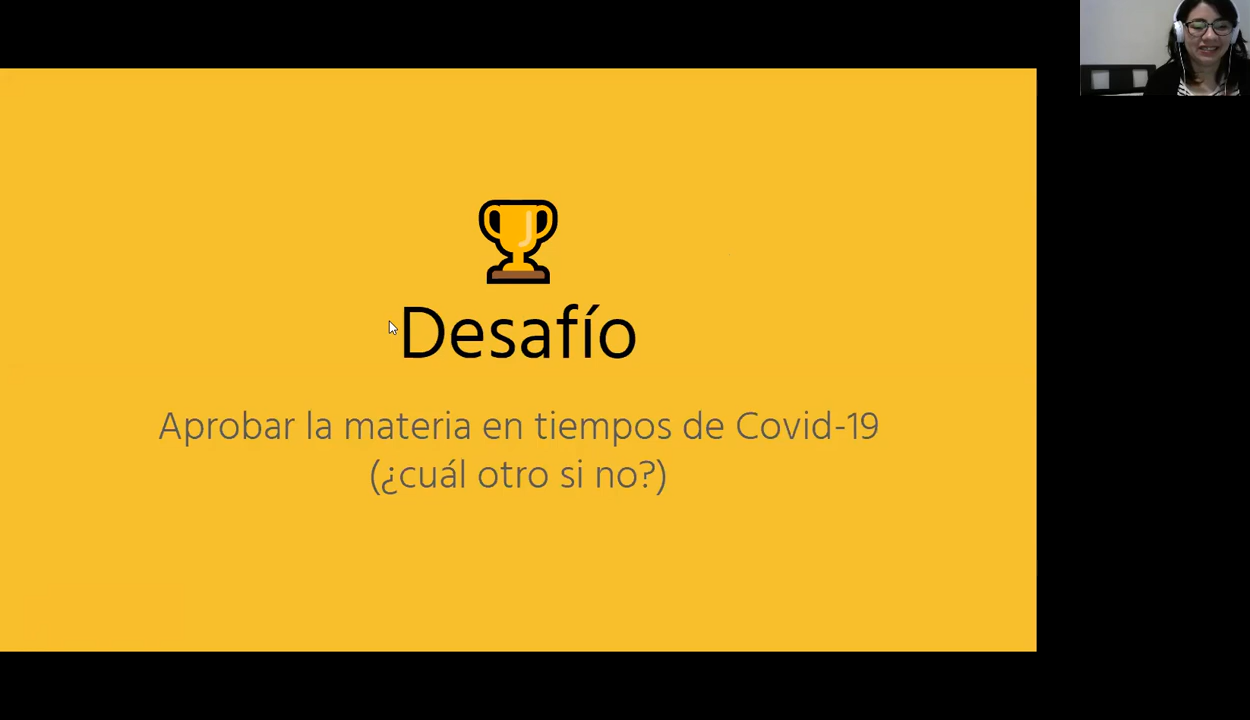 Desafío
Aprobar la materia en tiempos de Covid-19
(¿cuál otro si no?)